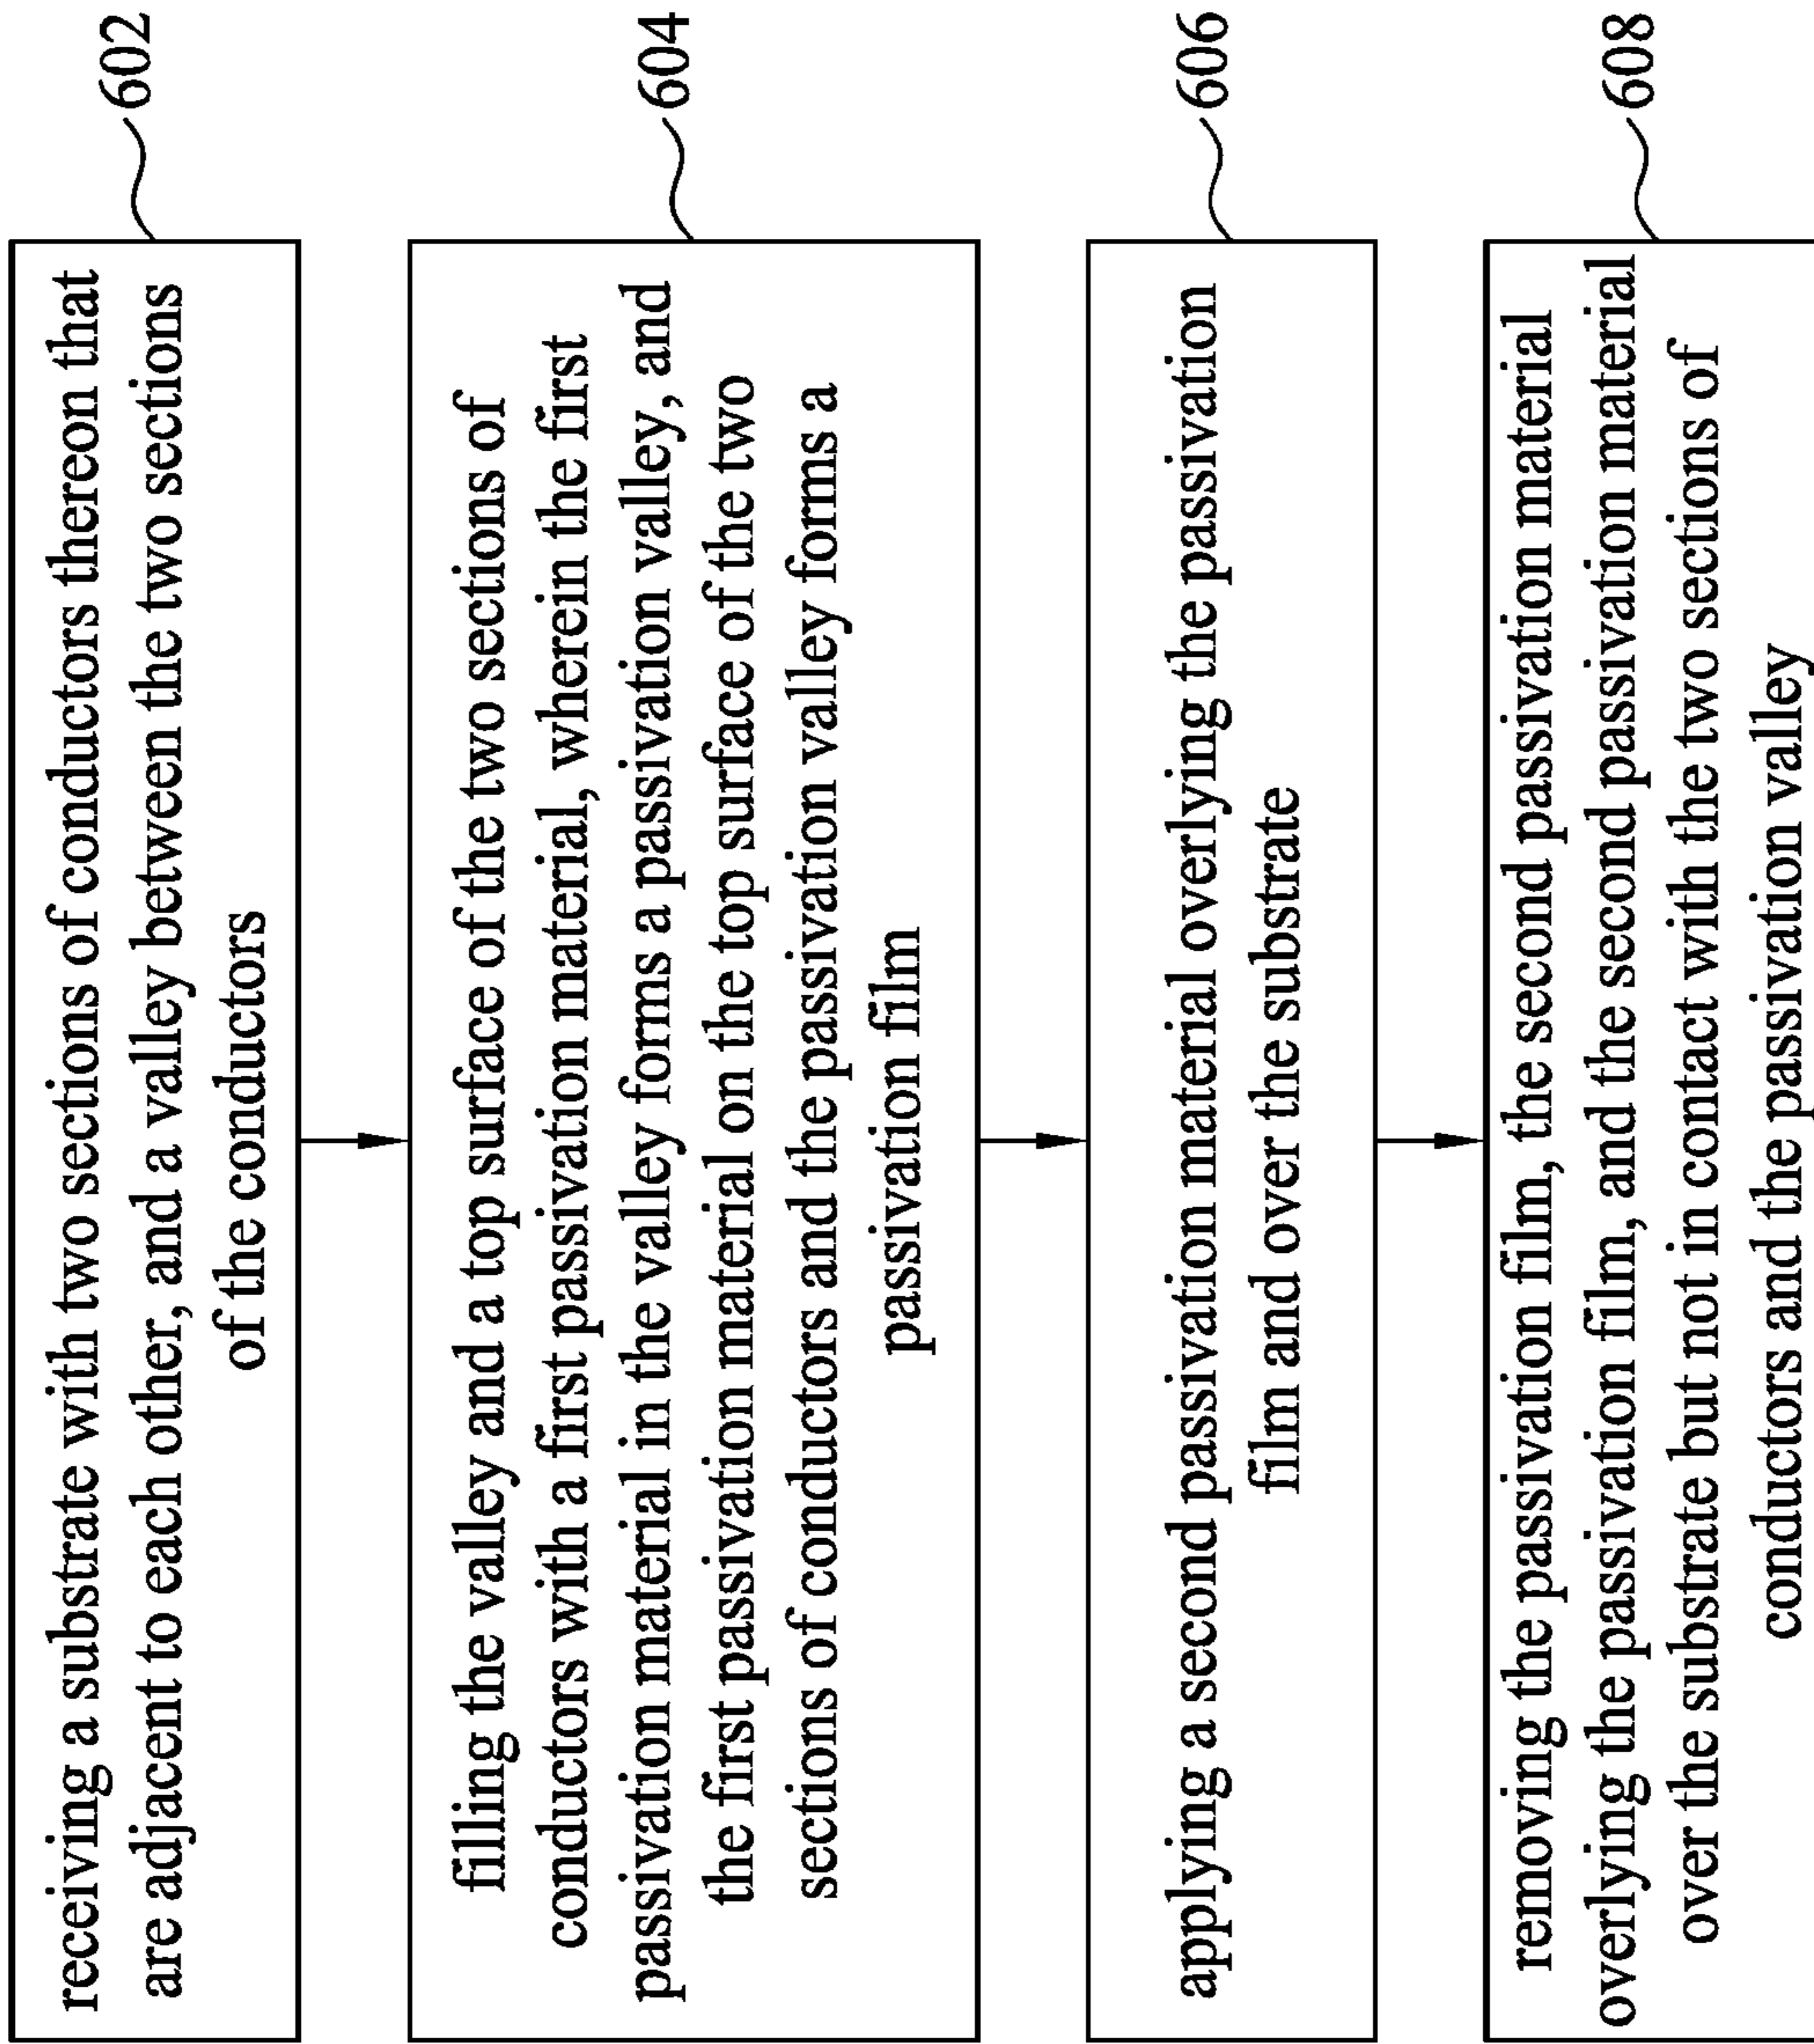 receiving a substrate with two sections of conductors thereon that
are adjacent to each other, and a valley between the two sections
of the conductors
602
filling the valley and a top surface of the two sections of
conductors with a first passivation material, wherein the first
passivation material in the valley forms a passivation valley, and
the first passivation material on the top surface of the two
sections of conductors and the passivation valley forms a
passivation film
604
applying a second passivation material overlying the passivation
film and over the substrate
606
removing the passivation film, the second passivation material
overlying the passivation film, and the second passivation material
over the substrate but not in contact with the two sections of
conductors and the passivation valley
608